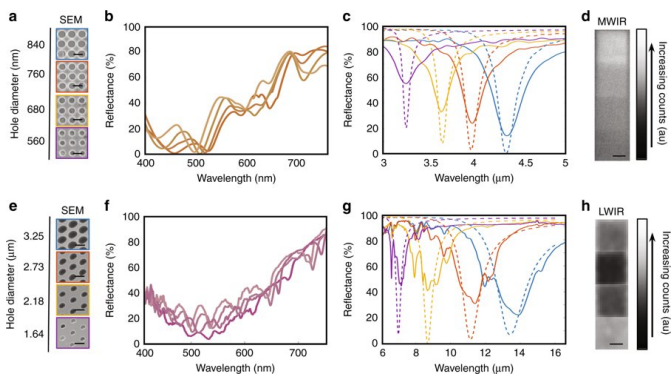 a SEM
Hole diameter (nm)
840
760
680
560
b
Reflectance (%)
100
80
60
40
20
0
400 500 600 700
Wavelength (nm)
c
Reflectance (%)
100
80
60
40
20
0
3 3.5 4 4.5 5
Wavelength (μm)
d MWIR
Increasing counts (au)
e SEM
Hole diameter (μm)
3.25
2.73
2.18
1.64
f
Reflectance (%)
100
80
60
40
20
0
400 500 600 700
Wavelength (nm)
g
Reflectance (%)
100
80
60
40
20
0
6 8 10 12 14 16
Wavelength (μm)
h LWIR
Increasing counts (au)